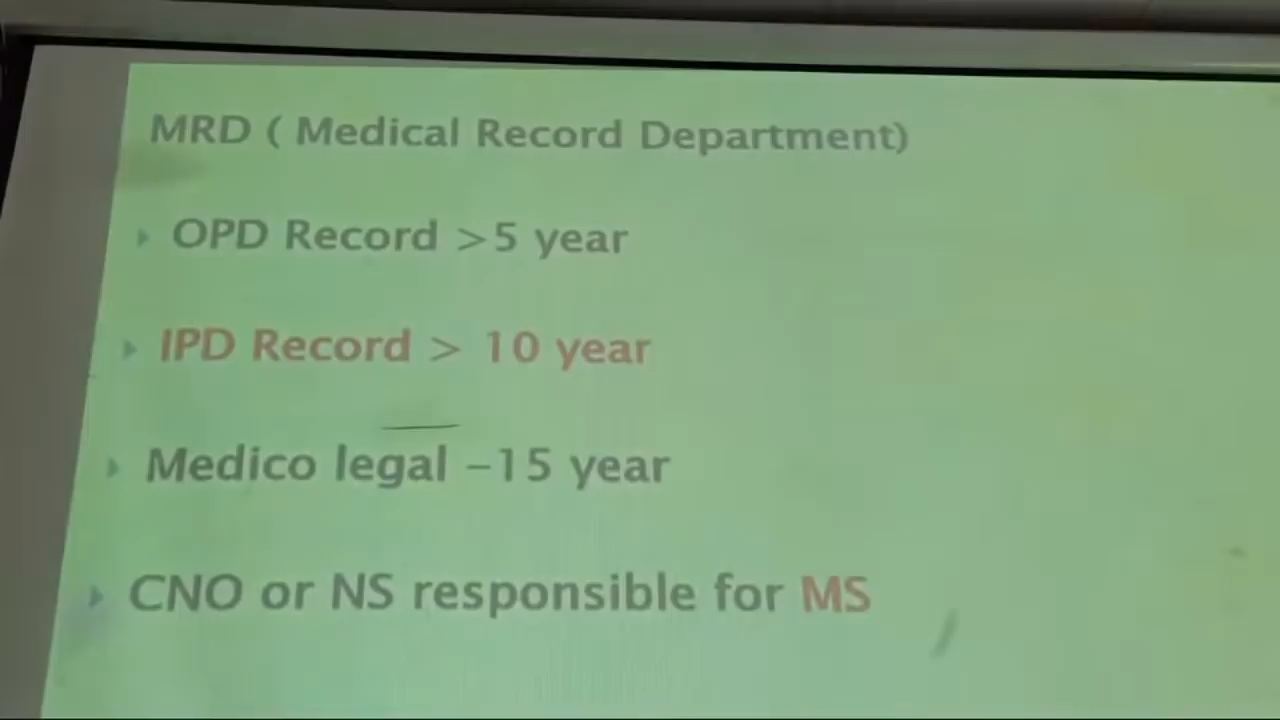 MRD ( Medical Record Department)
OPD Record >5 year
IPD Record > 10 year
Medico legal –15 year
CNO or NS responsible for MS